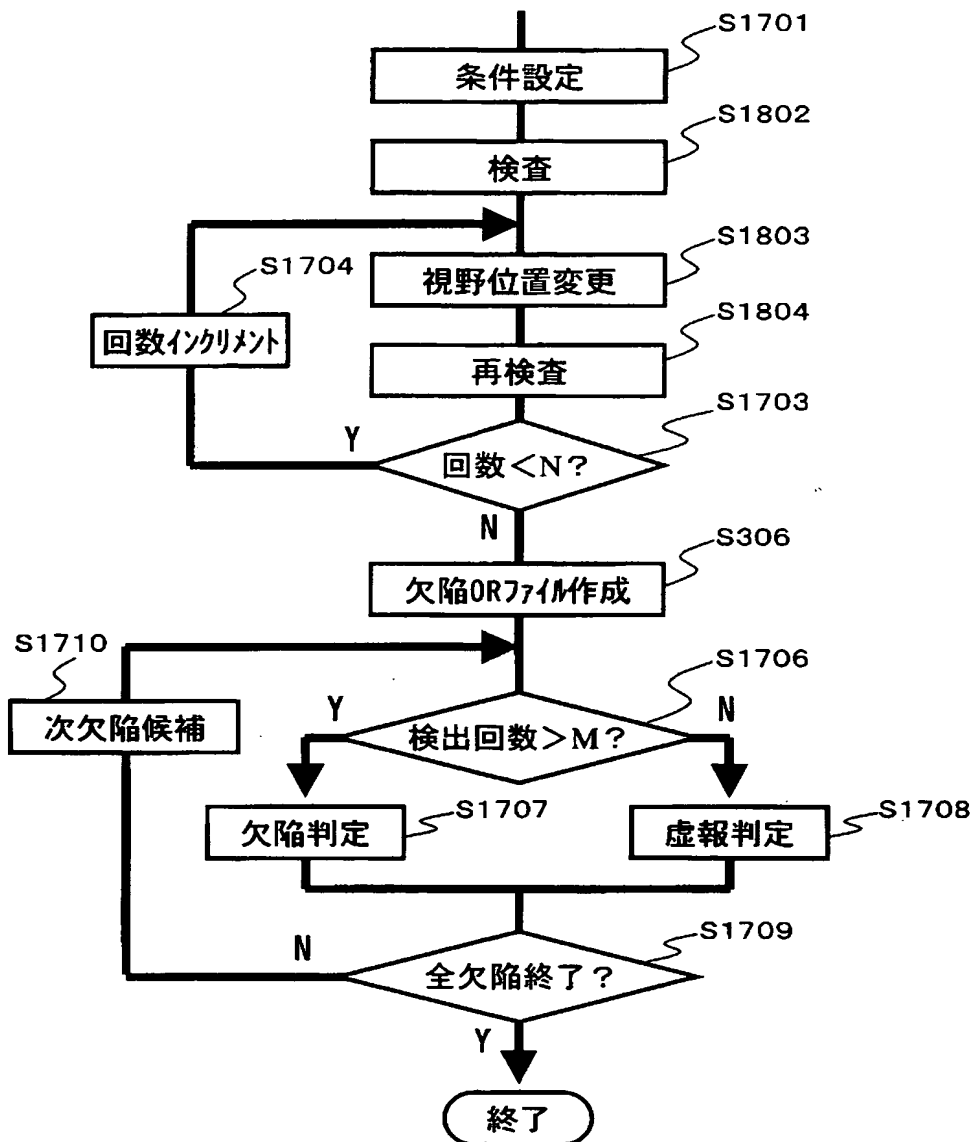 S1701
条件設定
S1802
検査
S1803
視野位置変更
S1704
回数インクリメント
S1804
再検査
S1703
Y
回数<N?
N
S306
欠陥ORファイル作成
S1710
次欠陥候補
S1706
Y
検出回数>M?
N
S1707
欠陥判定
S1708
虚報判定
S1709
N
全欠陥終了?
Y
終了